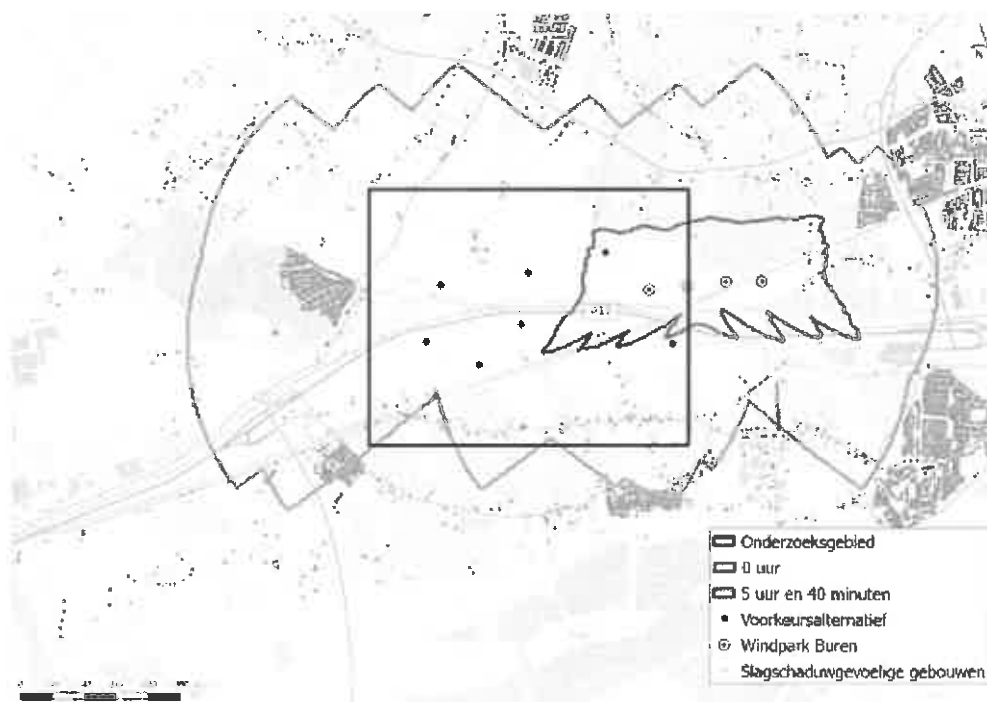 Onderzoeksgebied
0 uur
5 uur en 40 minuten
Voorkeursalternatief
Windpark Buren
Slagschaduwgevoelige gebouwen